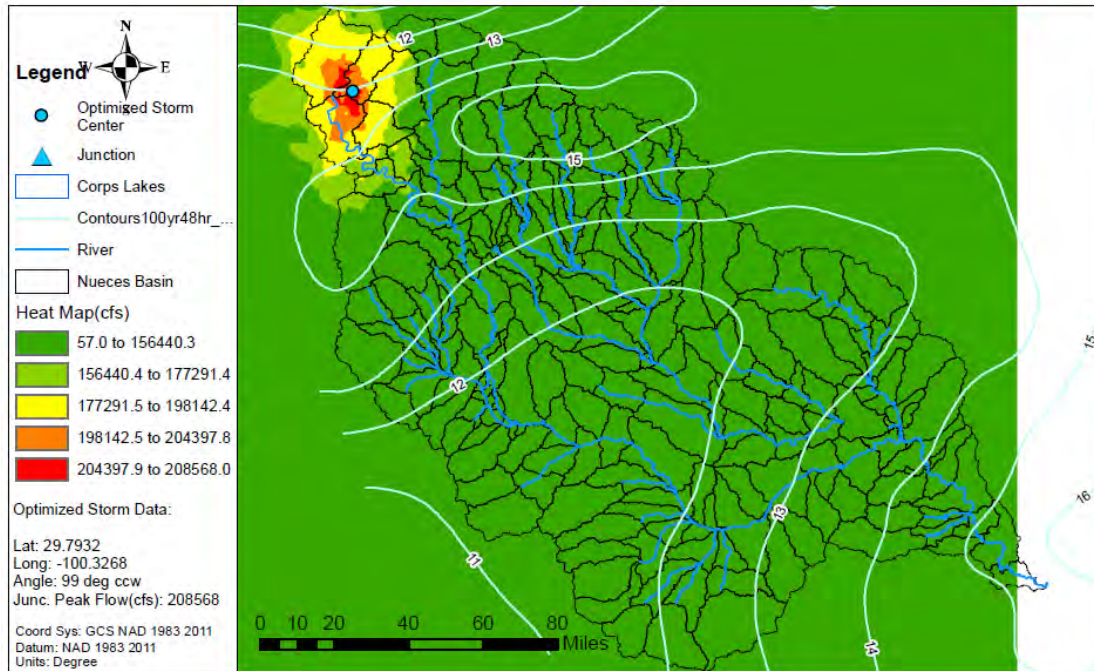 N
W
E
S
Legend
Optimized Storm
Center
Junction
Corps Lakes
Contours100yr48hr_...
River
Nueces Basin
Heat Map(cfs)
57.0 to 156440.3
156440.4 to 177291.4
177291.5 to 198142.4
198142.5 to 204397.8
204397.9 to 208568.0
Optimized Storm Data:
Lat: 29.7932
Long: -100.3268
Angle: 99 deg ccw
Junc. Peak Flow(cfs): 208568
Coord Sys: GCS NAD 1983 2011
Datum: NAD 1983 2011
Units: Degree
12
13
15
15
12
16
13
11
14
0 10 20 40 60 80
Miles